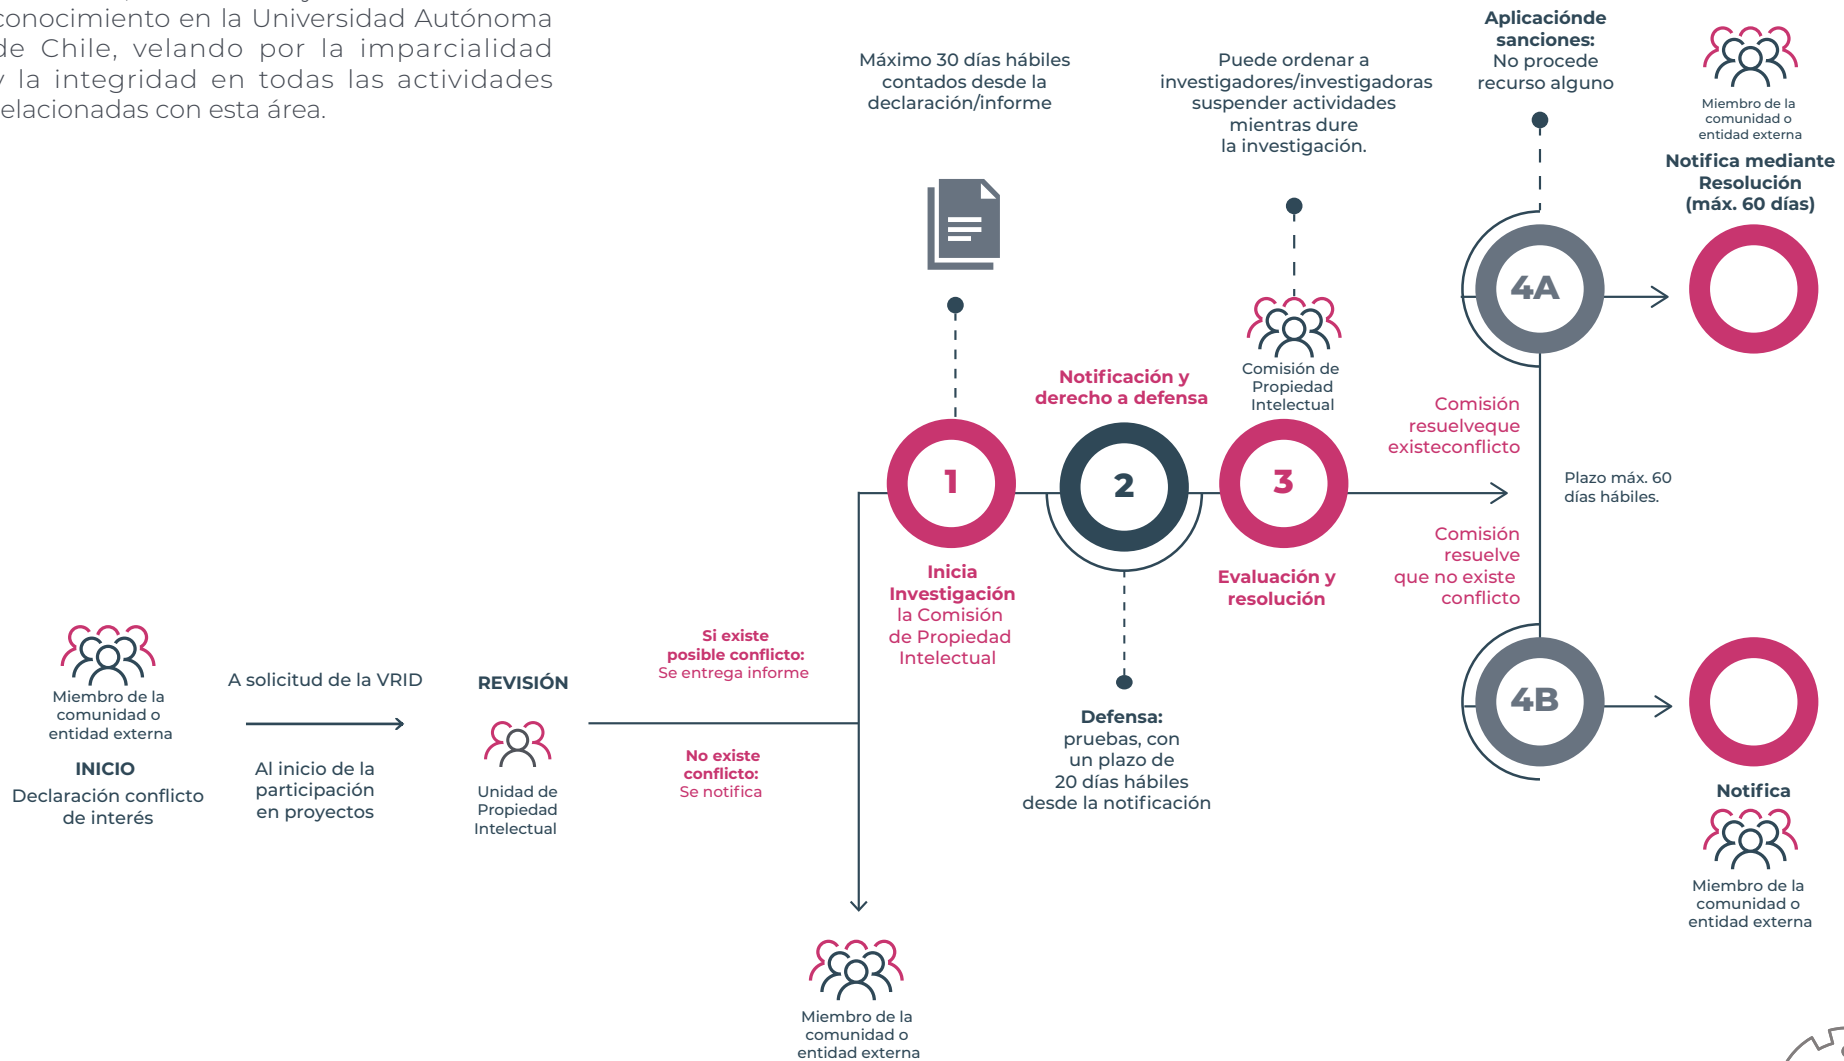 conocimiento en la Universidad Autónoma
de Chile, velando por la imparcialidad
y la integridad en todas las actividades
relacionadas con esta área.
Máximo 30 días hábiles
contados desde la
declaración/informe
Puede ordenar a
investigadores/investigadoras
suspender actividades
mientras dure
la investigación.
Aplicaciónde
sanciones:
No procede
recurso alguno
Miembro de la
comunidad o
entidad externa
Notifica mediante
Resolución
(máx. 60 días)
4A
Notificación y
derecho a defensa
Comisión de
Propiedad
Intelectual
Comisión
resuelveque
existeconflicto
1
2
3
Plazo máx. 60
días hábiles.
Inicia
Investigación
la Comisión
de Propiedad
Intelectual
Evaluación y
resolución
Comisión
resuelve
que no existe
conflicto
Miembro de la
comunidad o
entidad externa
INICIO
Declaración conflicto
de interés
A solicitud de la VRID
Al inicio de la
participación
en proyectos
REVISIÓN
Unidad de
Propiedad
Intelectual
Si existe
posible conflicto:
Se entrega informe
No existe
conflicto:
Se notifica
Defensa:
pruebas, con
un plazo de
20 días hábiles
desde la notificación
4B
Notifica
Miembro de la
comunidad o
entidad externa
Miembro de la
comunidad o
entidad externa